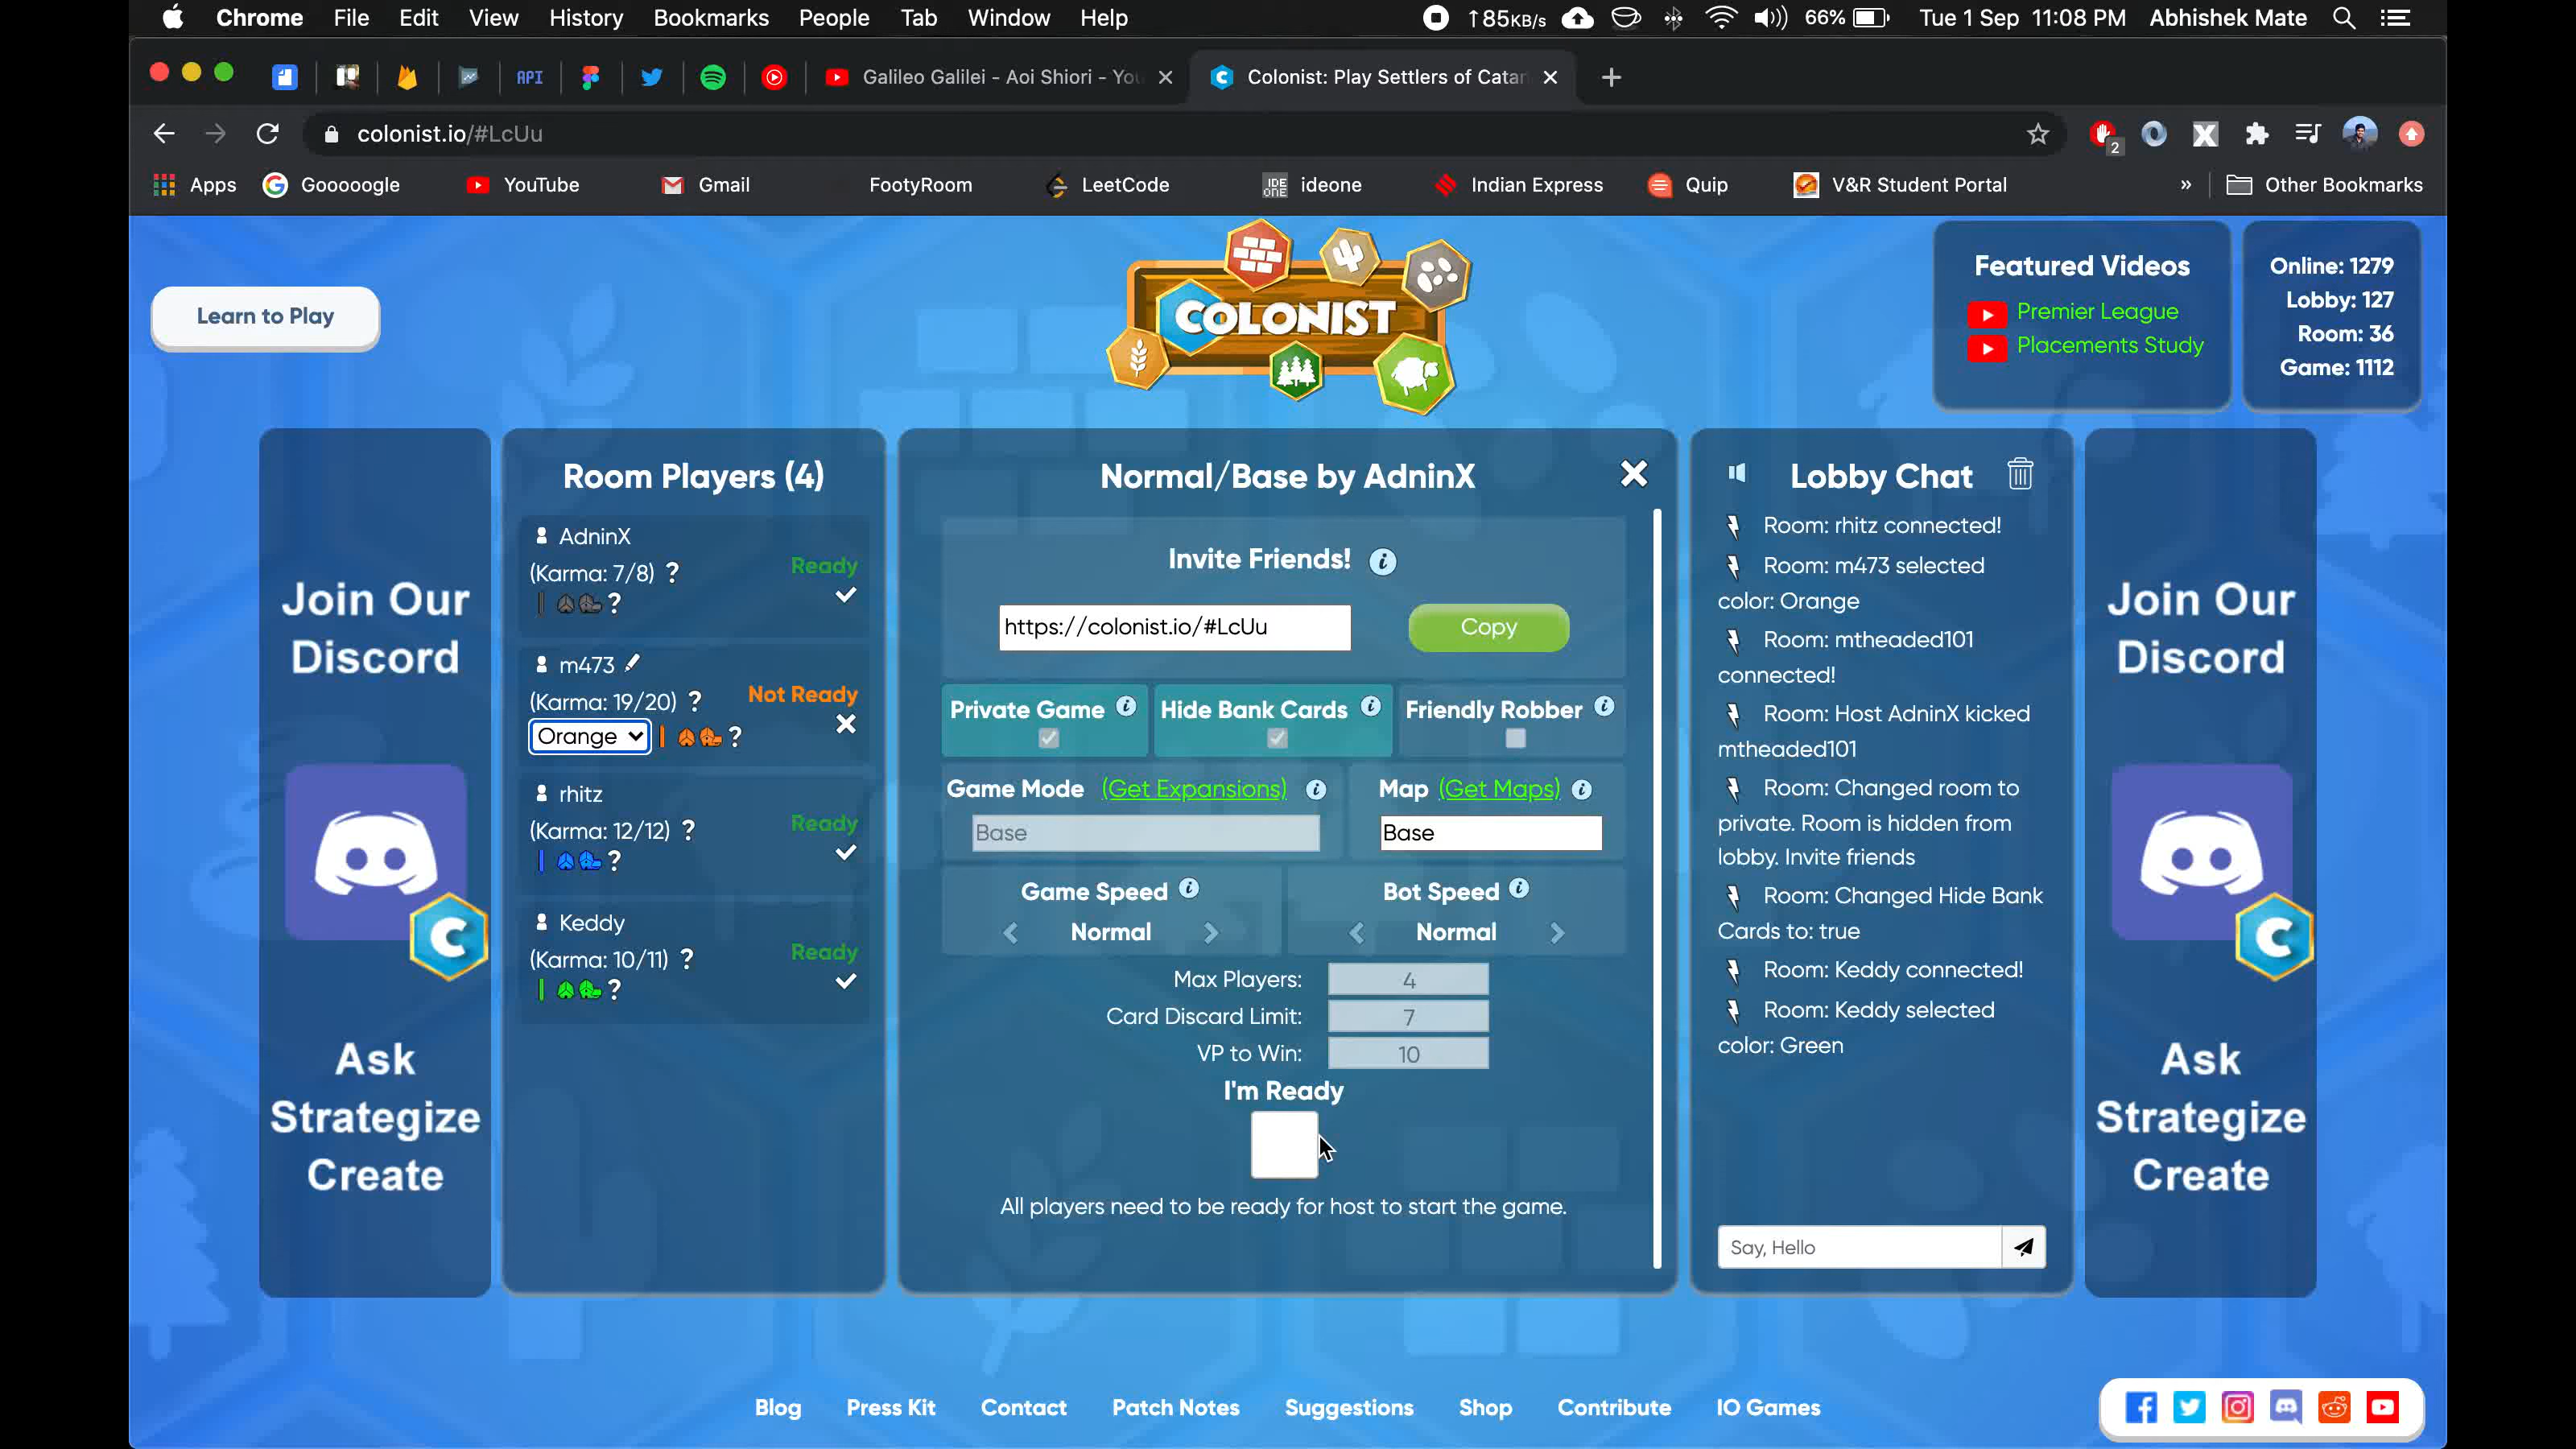 Chrome File Edit View History Bookmarks People Tab Window Help ↑85KB/s 66% Tue 1 Sep 11:08 PM Abhishek Mate
API Galileo Galilei - Aoi Shiori - You Colonist: Play Settlers of Catan
colonist.io/#LcUu 2
Apps Gooooogle YouTube Gmail FootyRoom LeetCode IDE ONE ideone Indian Express Quip V&R Student Portal » Other Bookmarks
Learn to Play
COLONIST
Featured Videos
Premier League
Placements Study
Online: 1279
Lobby: 127
Room: 36
Game: 1112
Join Our
Discord
C
Ask
Strategize
Create
Room Players (4)
AdninX
(Karma: 7/8) ? Ready
?
m473
(Karma: 19/20) ? Not Ready
Orange ?
rhitz
(Karma: 12/12) ? Ready
?
Keddy
(Karma: 10/11) ? Ready
?
Normal/Base by AdninX
Invite Friends! i
https://colonist.io/#LcUu Copy
Private Game i Hide Bank Cards i Friendly Robber i
Game Mode (Get Expansions) i Map (Get Maps) i
Base Base
Game Speed i Bot Speed i
Normal Normal
Max Players: 4
Card Discard Limit: 7
VP to Win: 10
I'm Ready
All players need to be ready for host to start the game.
Lobby Chat
Room: rhitz connected!
Room: m473 selected
color: Orange
Room: mtheaded101
connected!
Room: Host AdninX kicked
mtheaded101
Room: Changed room to
private. Room is hidden from
lobby. Invite friends
Room: Changed Hide Bank
Cards to: true
Room: Keddy connected!
Room: Keddy selected
color: Green
Say, Hello
Join Our
Discord
C
Ask
Strategize
Create
Blog Press Kit Contact Patch Notes Suggestions Shop Contribute IO Games